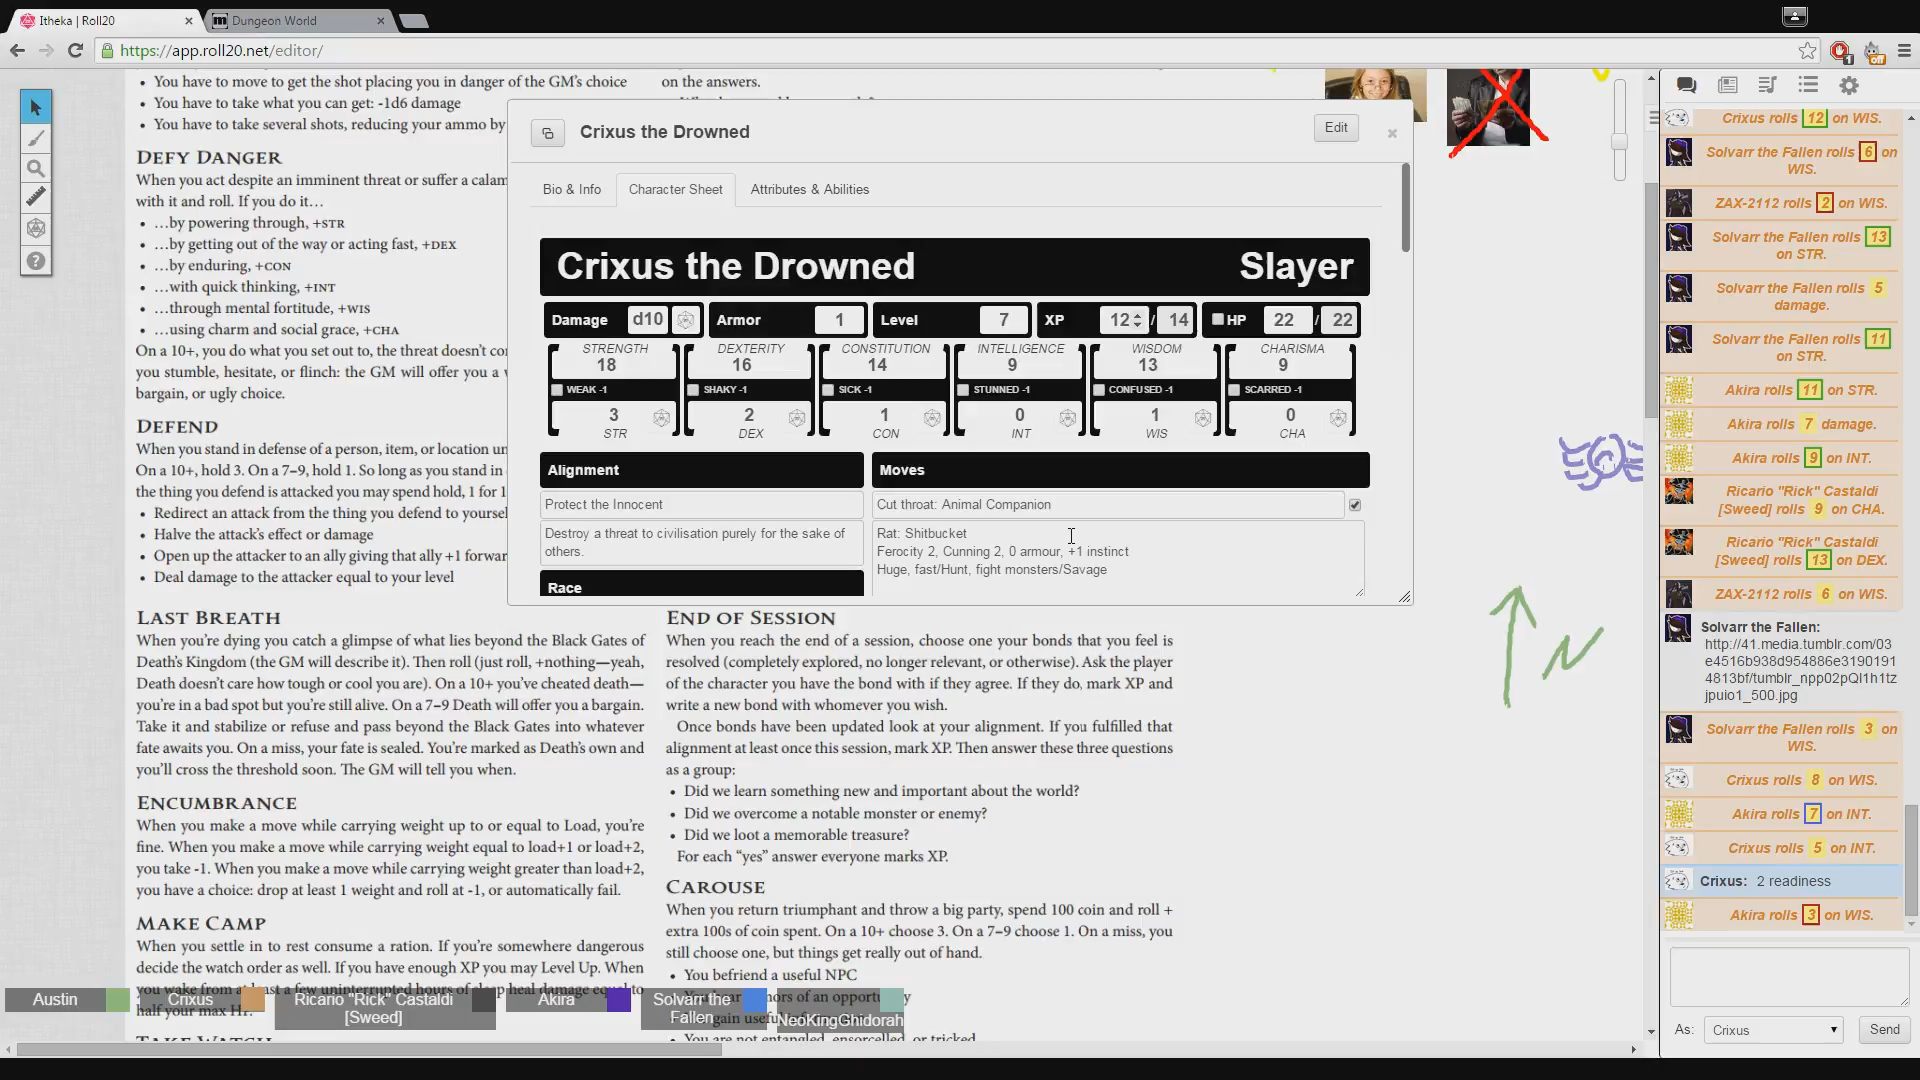 Itheka | Roll20
Dungeon World
https://app.roll20.net/editor/
You have to move to get the shot placing you in danger of the GM's choice
You have to take what you can get: -1d6 damage
You have to take several shots, reducing your ammo by
on the answers.
DEFY DANGER
When you act despite an imminent threat or suffer a calam
with it and roll. If you do it…
…by powering through, +STR
…by getting out of the way or acting fast, +DEX
…by enduring, +CON
…with quick thinking, +INT
…through mental fortitude, +WIS
…using charm and social grace, +CHA
On a 10+, you do what you set out to, the threat doesn't co
you stumble, hesitate, or flinch: the GM will offer you a
bargain, or ugly choice.
DEFEND
When you stand in defense of a person, item, or location un
On a 10+, hold 3. On a 7–9, hold 1. So long as you stand in
the thing you defend is attacked you may spend hold, 1 for 1
Redirect an attack from the thing you defend to yourse
Halve the attack's effect or damage
Open up the attacker to an ally giving that ally +1 forwar
Deal damage to the attacker equal to your level
LAST BREATH
When you're dying you catch a glimpse of what lies beyond the Black Gates of
Death's Kingdom (the GM will describe it). Then roll (just roll, +nothing—yeah,
Death doesn't care how tough or cool you are). On a 10+ you've cheated death—
you're in a bad spot but you're still alive. On a 7–9 Death will offer you a bargain.
Take it and stabilize or refuse and pass beyond the Black Gates into whatever
fate awaits you. On a miss, your fate is sealed. You're marked as Death's own and
you'll cross the threshold soon. The GM will tell you when.
ENCUMBRANCE
When you make a move while carrying weight up to or equal to Load, you're
fine. When you make a move while carrying weight equal to load+1 or load+2,
you take -1. When you make a move while carrying weight greater than load+2,
you have a choice: drop at least 1 weight and roll at -1, or automatically fail.
MAKE CAMP
When you settle in to rest consume a ration. If you're somewhere dangerous
decide the watch order as well. If you have enough XP you may Level Up. When
you wake from at least a few uninterrupted hours of sleep heal damage equal to
half your max HP.
TAKE WATCH
END OF SESSION
When you reach the end of a session, choose one your bonds that you feel is
resolved (completely explored, no longer relevant, or otherwise). Ask the player
of the character you have the bond with if they agree. If they do, mark XP and
write a new bond with whomever you wish.
Once bonds have been updated look at your alignment. If you fulfilled that
alignment at least once this session, mark XP. Then answer these three questions
as a group:
Did we learn something new and important about the world?
Did we overcome a notable monster or enemy?
Did we loot a memorable treasure?
For each “yes” answer everyone marks XP.
CAROUSE
When you return triumphant and throw a big party, spend 100 coin and roll +
extra 100s of coin spent. On a 10+ choose 3. On a 7–9 choose 1. On a miss, you
still choose one, but things get really out of hand.
You befriend a useful NPC
of an opportunity
gain useful
You are not entangled, ensorcelled, or tricked
Crixus the Drowned
Edit
Bio & Info
Character Sheet
Attributes & Abilities
Crixus the Drowned
Slayer
Damage d10
Armor 1
Level 7
XP 12 / 14
HP 22 / 22
STRENGTH DEXTERITY CONSTITUTION INTELLIGENCE WISDOM CHARISMA
18 16 14 9 13 9
WEAK -1 SHAKY -1 SICK -1 STUNNED -1 CONFUSED -1 SCARRED -1
3 2 1 0 1 0
STR DEX CON INT WIS CHA
Alignment
Protect the Innocent
Destroy a threat to civilisation purely for the sake of
others.
Race
Moves
Cut throat: Animal Companion
Rat: Shitbucket
Ferocity 2, Cunning 2, 0 armour, +1 instinct
Huge, fast/Hunt, fight monsters/Savage
N
Austin
Crixus
Ricario "Rick" Castaldi
[Sweed]
Akira
Solvarr the
Fallen
NeoKingGhidorah
Crixus rolls 12 on WIS.
Solvarr the Fallen rolls 6 on
WIS.
ZAX-2112 rolls 2 on WIS.
Solvarr the Fallen rolls 13
on STR.
Solvarr the Fallen rolls 5
damage.
Solvarr the Fallen rolls 11
on STR.
Akira rolls 11 on STR.
Akira rolls 7 damage.
Akira rolls 9 on INT.
Ricario "Rick" Castaldi
[Sweed] rolls 9 on CHA.
Ricario "Rick" Castaldi
[Sweed] rolls 13 on DEX.
ZAX-2112 rolls 6 on WIS.
Solvarr the Fallen:
http://41.media.tumblr.com/03
e4516b938d954886e3190191
4813bf/tumblr_npp02pQl1h1tz
jpuio1_500.jpg
Solvarr the Fallen rolls 3 on
WIS.
Crixus rolls 8 on WIS.
Akira rolls 7 on INT.
Crixus rolls 5 on INT.
Crixus: 2 readiness
Akira rolls 3 on WIS.
As: Crixus
Send